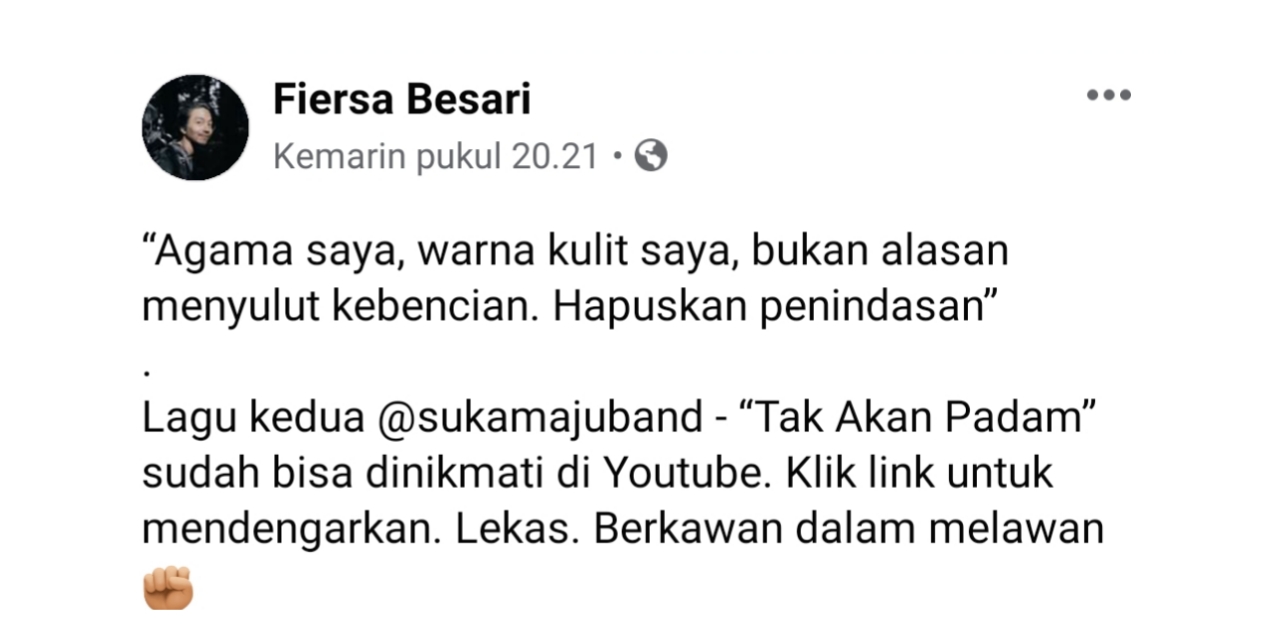 Fiersa Besari
Kemarin pukul 20.21 ·
“Agama saya, warna kulit saya, bukan alasan
menyulut kebencian. Hapuskan penindasan”
.
Lagu kedua @sukamajuband - “Tak Akan Padam”
sudah bisa dinikmati di Youtube. Klik link untuk
mendengarkan. Lekas. Berkawan dalam melawan
✊🏽